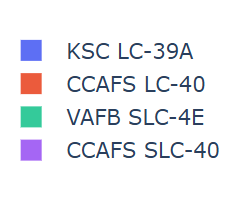 KSC LC-39A
CCAFS LC-40
VAFB SLC-4E
CCAFS SLC-40